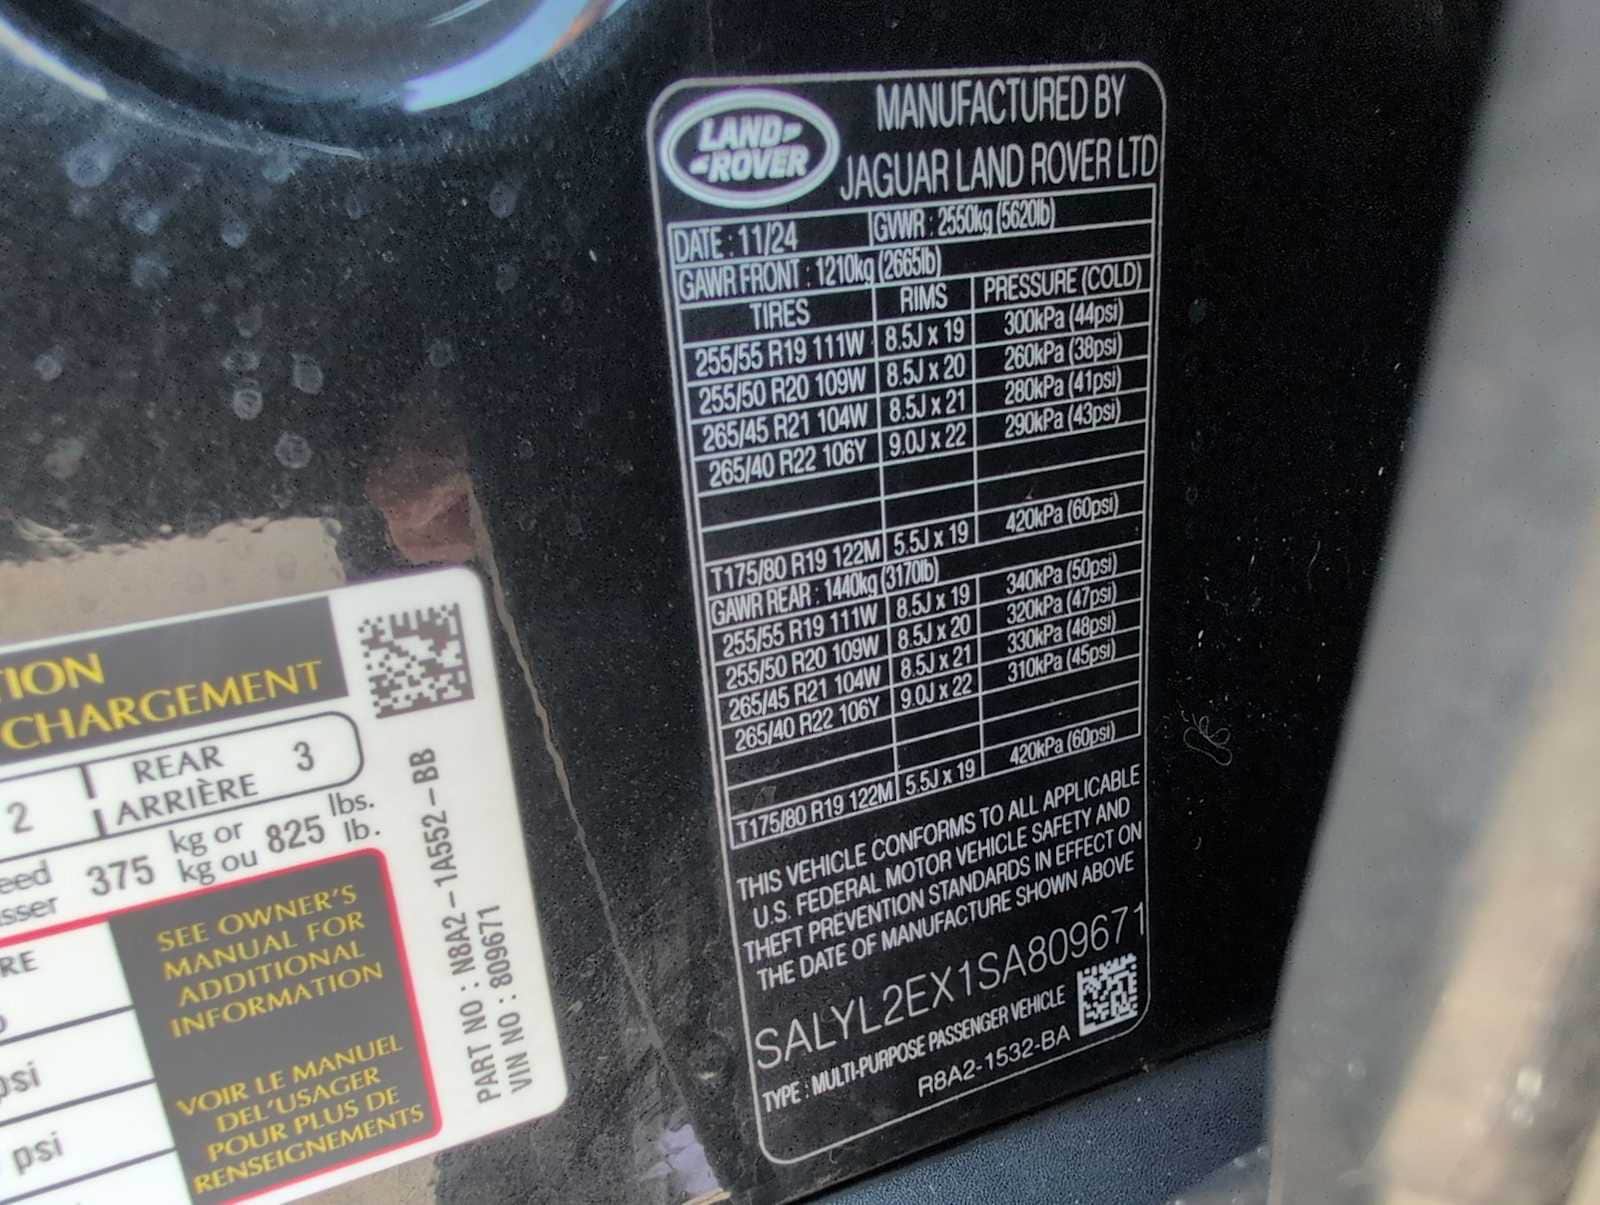 LAND
ROVER
MANUFACTURED BY
JAGUAR LAND ROVER LTD
DATE : 11/24 GVWR : 2550kg (5620lb)
GAWR FRONT : 1210kg (2665lb)
TIRES RIMS PRESSURE (COLD)
255/55 R19 111W 8.5J x 19 300kPa (44psi)
255/50 R20 109W 8.5J x 20 260kPa (38psi)
265/45 R21 104W 8.5J x 21 280kPa (41psi)
265/40 R22 106Y 9.0J x 22 290kPa (43psi)
T175/80 R19 122M 5.5J x 19 420kPa (60psi)
GAWR REAR : 1440kg (3170lb)
255/55 R19 111W 8.5J x 19 340kPa (50psi)
255/50 R20 109W 8.5J x 20 320kPa (47psi)
265/45 R21 104W 8.5J x 21 330kPa (48psi)
265/40 R22 106Y 9.0J x 22 310kPa (45psi)
T175/80 R19 122M 5.5J x 19 420kPa (60psi)
THIS VEHICLE CONFORMS TO ALL APPLICABLE
U.S. FEDERAL MOTOR VEHICLE SAFETY AND
THEFT PREVENTION STANDARDS IN EFFECT ON
THE DATE OF MANUFACTURE SHOWN ABOVE
SALYL2EX1SA809671
TYPE : MULTI-PURPOSE PASSENGER VEHICLE
R8A2-1532-BA
TION
CHARGEMENT
2 REAR 3
ARRIÈRE
eed 375 kg or 825 lbs.
sser kg ou lb.
RE
SEE OWNER'S
MANUAL FOR
ADDITIONAL
INFORMATION
psi
VOIR LE MANUEL
DEL'USAGER
POUR PLUS DE
RENSEIGNEMENTS
psi
PART NO : N8A2-1A552-BB
VIN NO : 809671